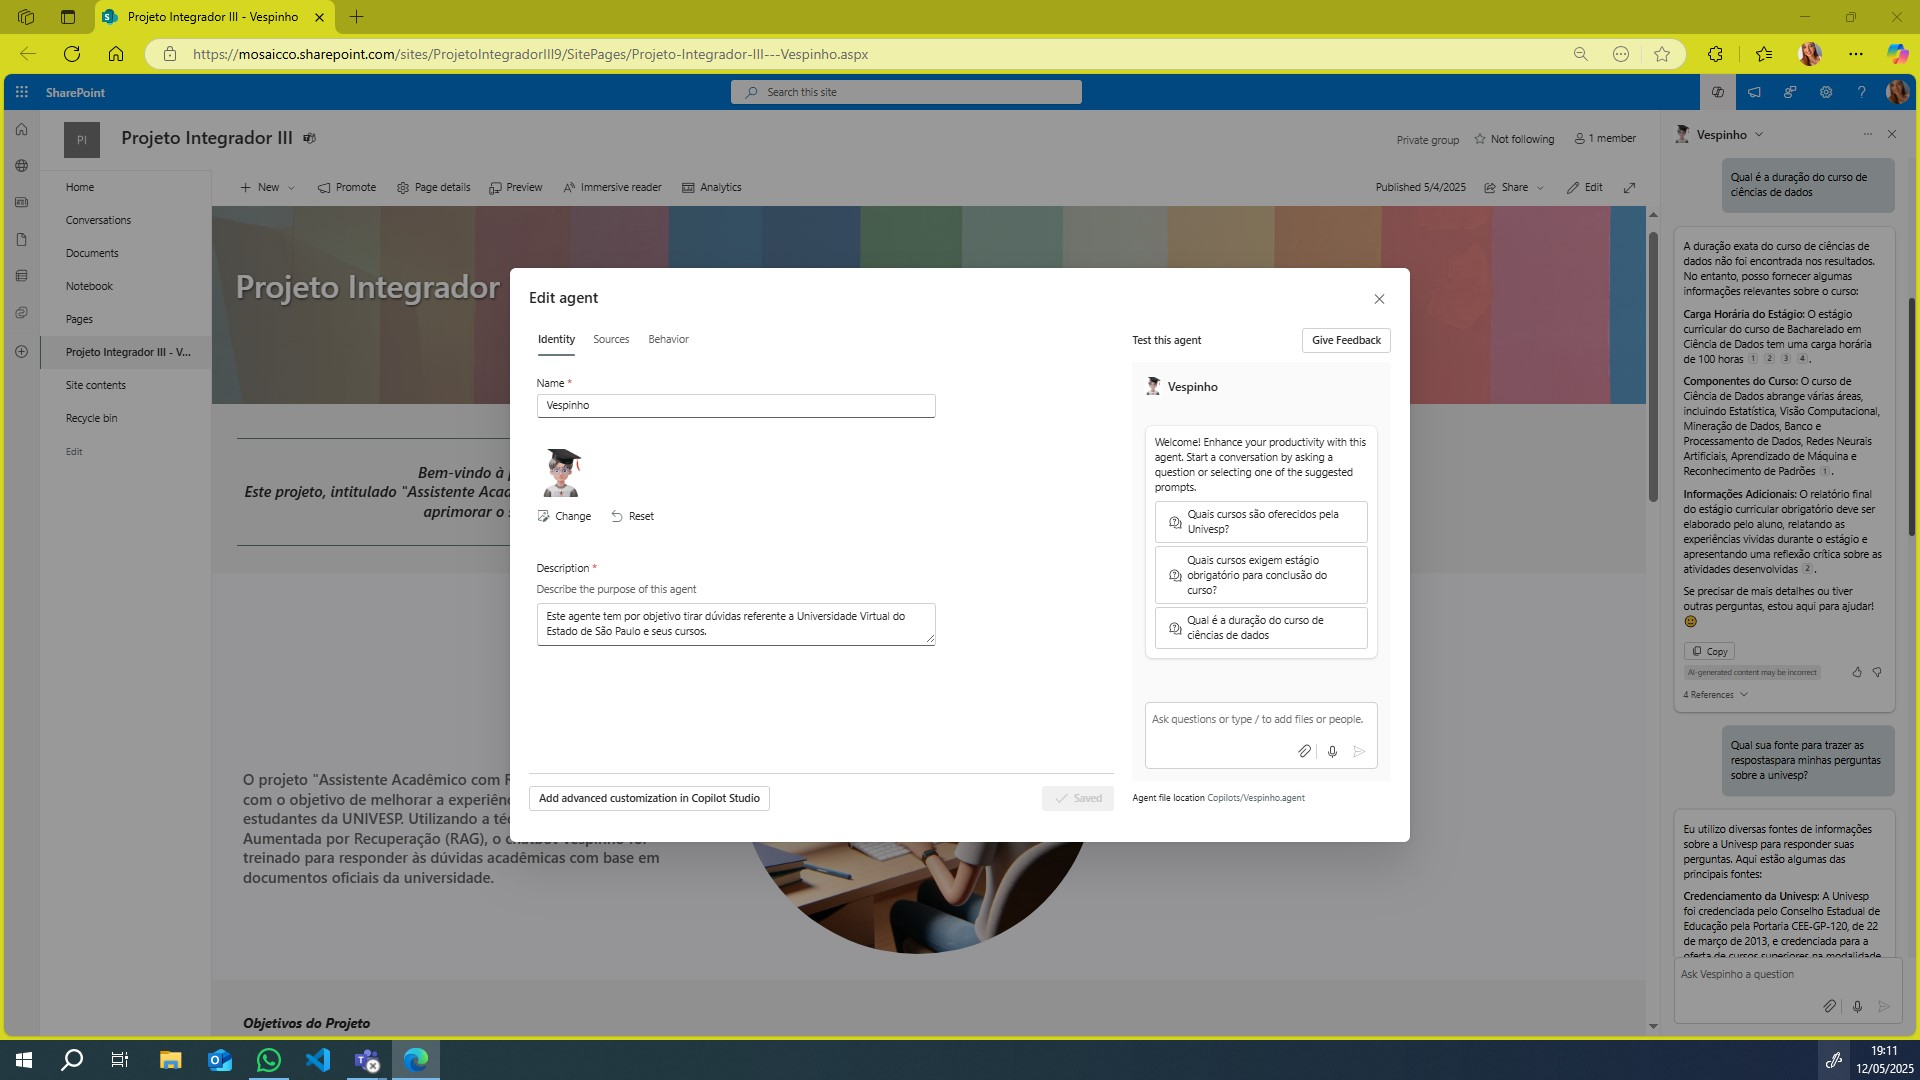 Projeto Integrador III - Vespinho
https://mosaicco.sharepoint.com/sites/ProjetoIntegradorIII9/SitePages/Projeto-Integrador-III---Vespinho.aspx
SharePoint
Search this site
PI
Projeto Integrador III
Private group
Not following
1 member
Home
Conversations
Documents
Notebook
Pages
Projeto Integrador III - V...
Site contents
Recycle bin
Edit
New
Promote
Page details
Preview
Immersive reader
Analytics
Published 5/4/2025
Share
Edit
Projeto Integrador
Bem-vindo à
Este projeto, intitulado "Assistente Acad
aprimorar o
O projeto "Assistente Acadêmico com
com o objetivo de melhorar a experiênc
estudantes da UNIVESP. Utilizando a téc
Aumentada por Recuperação (RAG), o
treinado para responder às dúvidas acadêmicas com base em
documentos oficiais da universidade.
Objetivos do Projeto
Edit agent
Identity
Sources
Behavior
Name *
Vespinho
Change
Reset
Description *
Describe the purpose of this agent
Este agente tem por objetivo tirar dúvidas referente a Universidade Virtual do
Estado de São Paulo e seus cursos.
Add advanced customization in Copilot Studio
Saved
Test this agent
Give Feedback
Vespinho
Welcome! Enhance your productivity with this
agent. Start a conversation by asking a
question or selecting one of the suggested
prompts.
Quais cursos são oferecidos pela
Univesp?
Quais cursos exigem estágio
obrigatório para conclusão do
curso?
Qual é a duração do curso de
ciências de dados
Ask questions or type / to add files or people.
Agent file location Copilots/Vespinho.agent
Vespinho
Qual é a duração do curso de
ciências de dados
A duração exata do curso de ciências de
dados não foi encontrada nos resultados.
No entanto, posso fornecer algumas
informações relevantes sobre o curso:
Carga Horária do Estágio: O estágio
curricular do curso de Bacharelado em
Ciência de Dados tem uma carga horária
de 100 horas 1 2 3 4 .
Componentes do Curso: O curso de
Ciência de Dados abrange várias áreas,
incluindo Estatística, Visão Computacional,
Mineração de Dados, Banco e
Processamento de Dados, Redes Neurais
Artificiais, Aprendizado de Máquina e
Reconhecimento de Padrões 1 .
Informações Adicionais: O relatório final
do estágio curricular obrigatório deve ser
elaborado pelo aluno, relatando as
experiências vividas durante o estágio e
apresentando uma reflexão crítica sobre as
atividades desenvolvidas 2 .
Se precisar de mais detalhes ou tiver
outras perguntas, estou aqui para ajudar!
Copy
AI-generated content may be incorrect
4 References
Qual sua fonte para trazer as
respostaspara minhas perguntas
sobre a univesp?
Eu utilizo diversas fontes de informações
sobre a Univesp para responder suas
perguntas. Aqui estão algumas das
principais fontes:
Credenciamento da Univesp: A Univesp
foi credenciada pelo Conselho Estadual de
Educação pela Portaria CEE-GP-120, de 22
de março de 2013, e credenciada para a
oferta de cursos superiores na modalidade
Ask Vespinho a question
19:11
12/05/2025